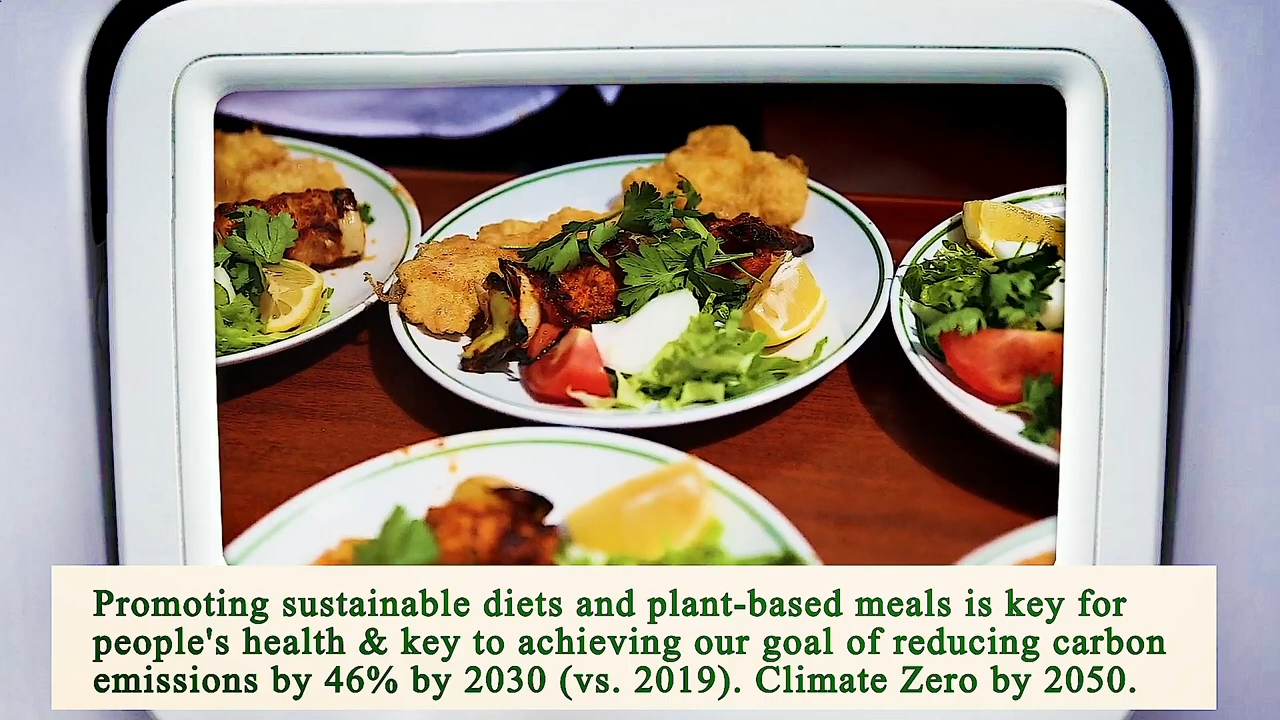 Promoting sustainable diets and plant-based meals is key for
people's health & key to achieving our goal of reducing carbon
emissions by 46% by 2030 (vs. 2019). Climate Zero by 2050.